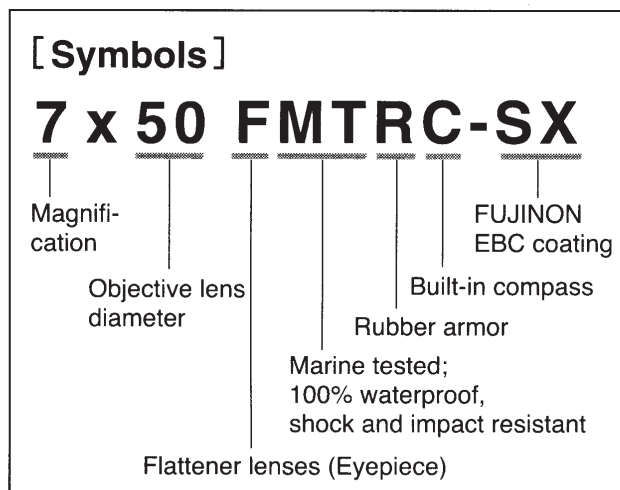 [Symbols]
7 x 50 FMTRC-SX
Magnifi-
cation
FUJINON
EBC coating
Objective lens
diameter
Built-in compass
Rubber armor
Marine tested;
100% waterproof,
shock and impact resistant
Flattener lenses (Eyepiece)